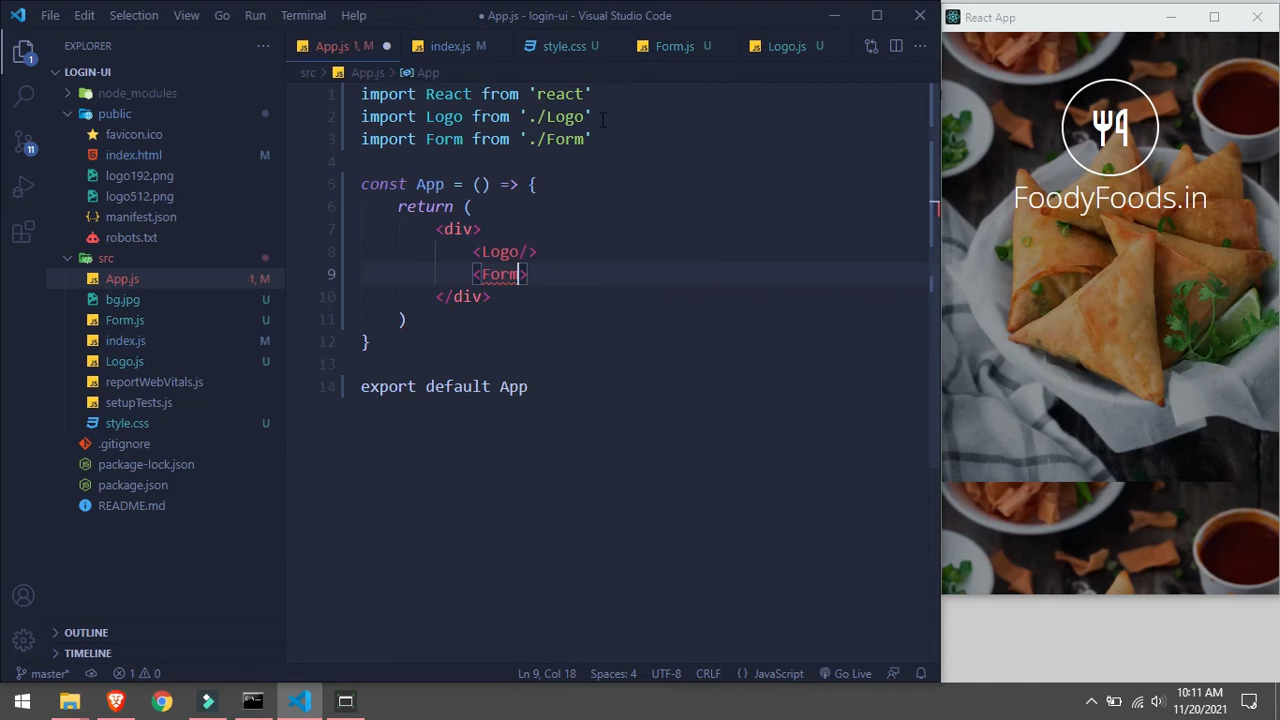 File Edit Selection View Go Run Terminal Help
● App.js - login-ui - Visual Studio Code
React App
EXPLORER
App.js 1, M
index.js M
style.css U
Form.js U
Logo.js U
LOGIN-UI
src > App.js > App
node_modules
public
favicon.ico
index.html M
logo192.png
logo512.png
manifest.json
robots.txt
src
App.js 1, M
bg.jpg U
Form.js U
index.js M
Logo.js U
reportWebVitals.js
setupTests.js
style.css U
.gitignore
package-lock.json
package.json
README.md
OUTLINE
TIMELINE
1 import React from 'react'
2 import Logo from './Logo'
3 import Form from './Form'
4
5 const App = () => {
6 return (
7 <div>
8 <Logo/>
9 <Form>
10 </div>
11 )
12 }
13
14 export default App
FoodyFoods.in
1
11
master* 1 0 Ln 9, Col 18 Spaces: 4 UTF-8 CRLF {} JavaScript Go Live
10:11 AM
11/20/2021